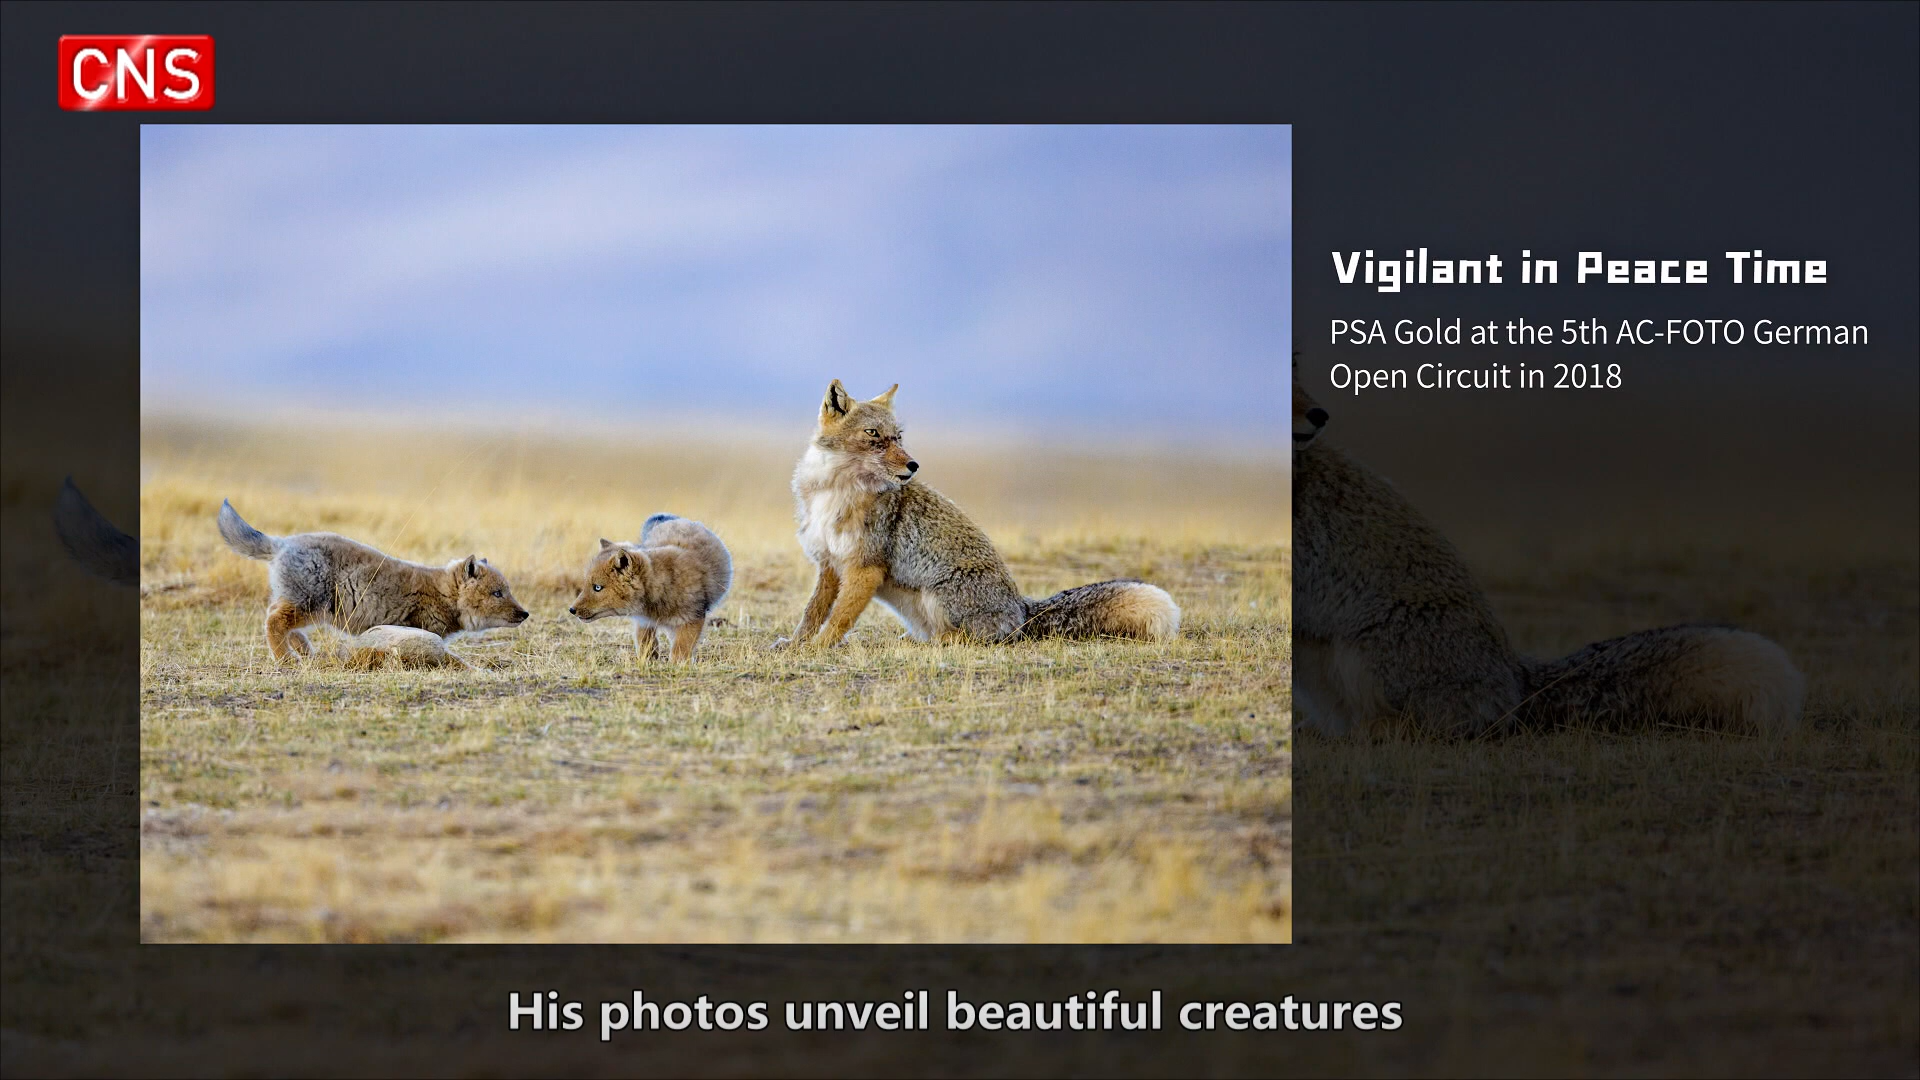 CNS
Vigilant in Peace Time
PSA Gold at the 5th AC-FOTO German
Open Circuit in 2018
His photos unveil beautiful creatures